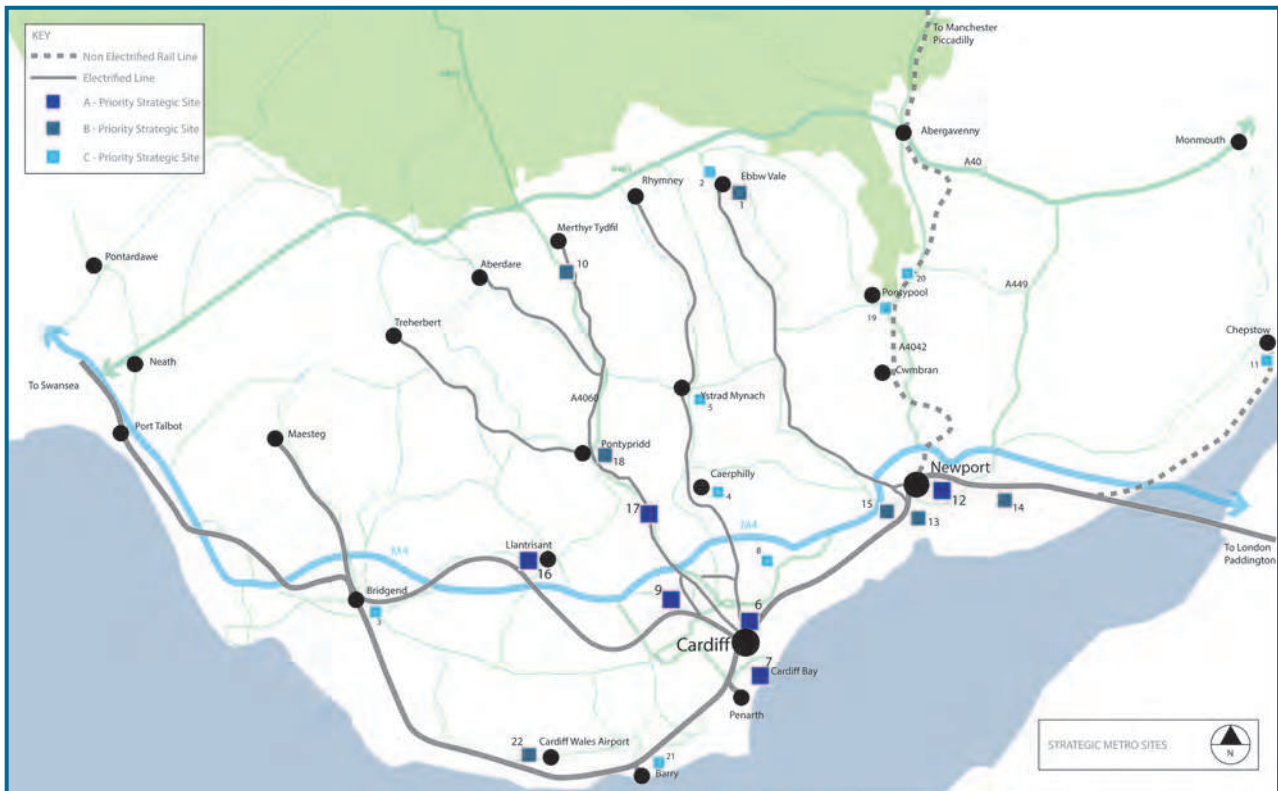 KEY
Non Electrified Rail Line
Electrified Line
A - Priority Strategic Site
B - Priority Strategic Site
C - Priority Strategic Site
To Manchester
Piccadilly
Abergavenny
Monmouth
A40
Rhymney
2
Ebbw Vale
1
Merthyr Tydfil
10
Pontardawe
Aberdare
20
A449
Pontypool
19
Treherbert
Chepstow
11
A4042
Neath
Cwmbran
To Swansea
A4060
Ystrad Mynach
5
Port Talbot
Maesteg
Pontypridd
18
Newport
Caerphilly
4
12
14
15
13
17
M4
To London
Paddington
M4
Llantrisant
16
8
Bridgend
3
9
6
Cardiff
7
Cardiff Bay
Penarth
22
Cardiff Wales Airport
21
Barry
STRATEGIC METRO SITES
N